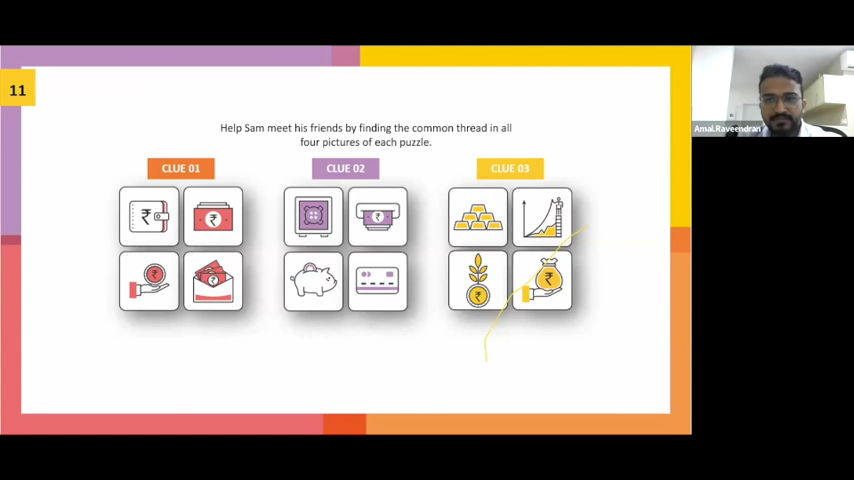 11
Help Sam meet his friends by finding the common thread in all
four pictures of each puzzle.
CLUE 01
CLUE 02
CLUE 03
₹
₹
₹
₹
₹
₹
₹
Amal.Raveendran